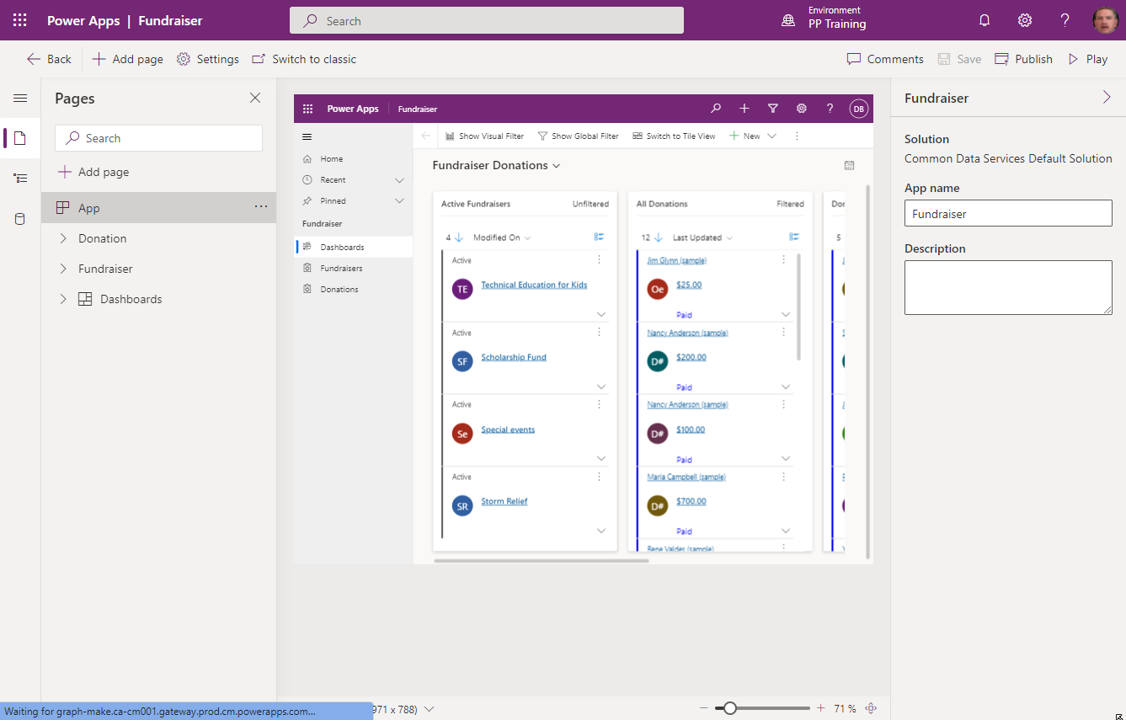 Power Apps | Fundraiser
Search
Environment
PP Training
Back
Add page
Settings
Switch to classic
Comments
Save
Publish
Play
Pages
Search
Add page
App
Donation
Fundraiser
Dashboards
Power Apps
Fundraiser
DB
Show Visual Filter
Show Global Filter
Switch to Tile View
New
Home
Recent
Pinned
Fundraiser
Dashboards
Fundraisers
Donations
Fundraiser Donations
Active Fundraisers
Unfiltered
4
Modified On
Active
TE
Technical Education for Kids
Active
SF
Scholarship Fund
Active
Se
Special events
Active
SR
Storm Relief
All Donations
Filtered
12
Last Updated
Jim Glynn (sample)
Oe
$25.00
Paid
Nancy Anderson (sample)
D#
$200.00
Paid
Nancy Anderson (sample)
D#
$100.00
Paid
Maria Campbell (sample)
D#
$700.00
Paid
Rene Valdes (sample)
Don
5
Fundraiser
Solution
Common Data Services Default Solution
App name
Fundraiser
Description
Waiting for graph-make.ca-cm001.gateway.prod.cm.powerapps.com...
971 x 788)
71 %